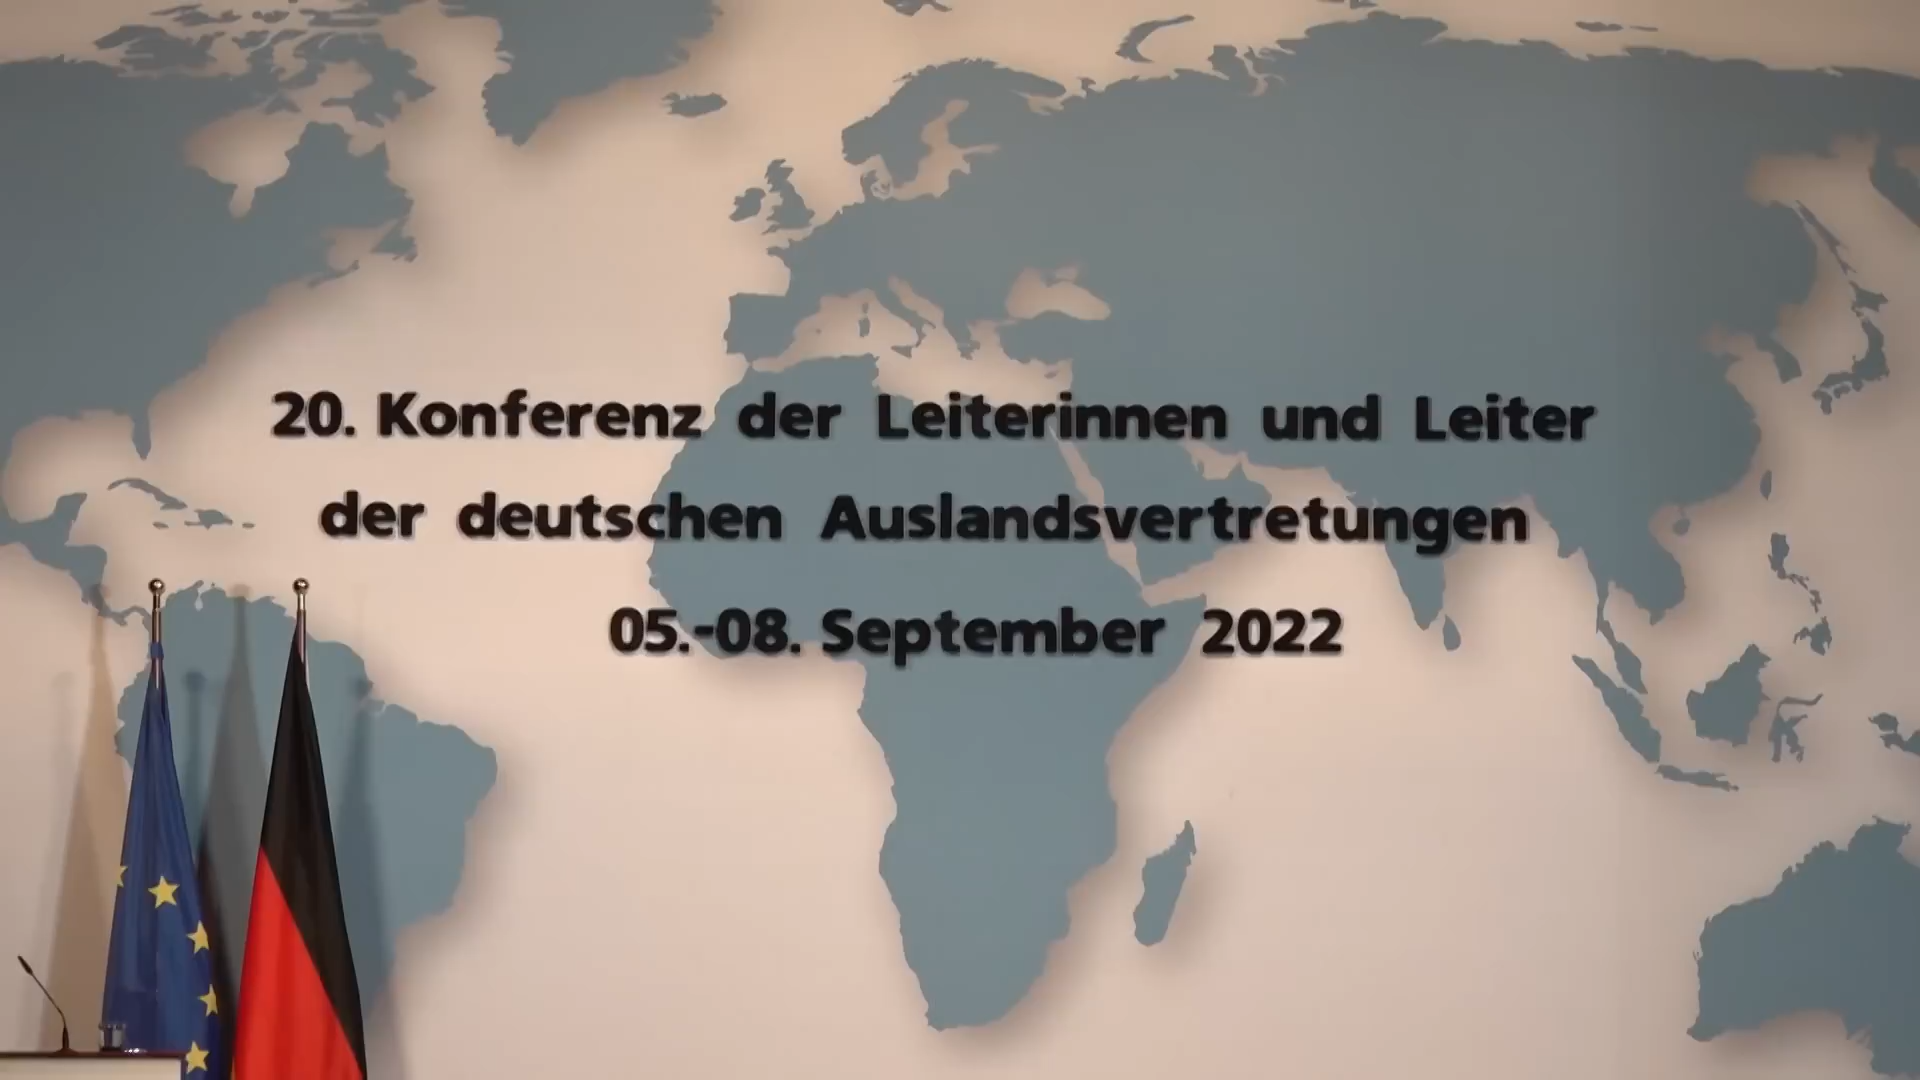 20. Konferenz der Leiterinnen und Leiter
der deutschen Auslandsvertretungen
05.-08. September 2022